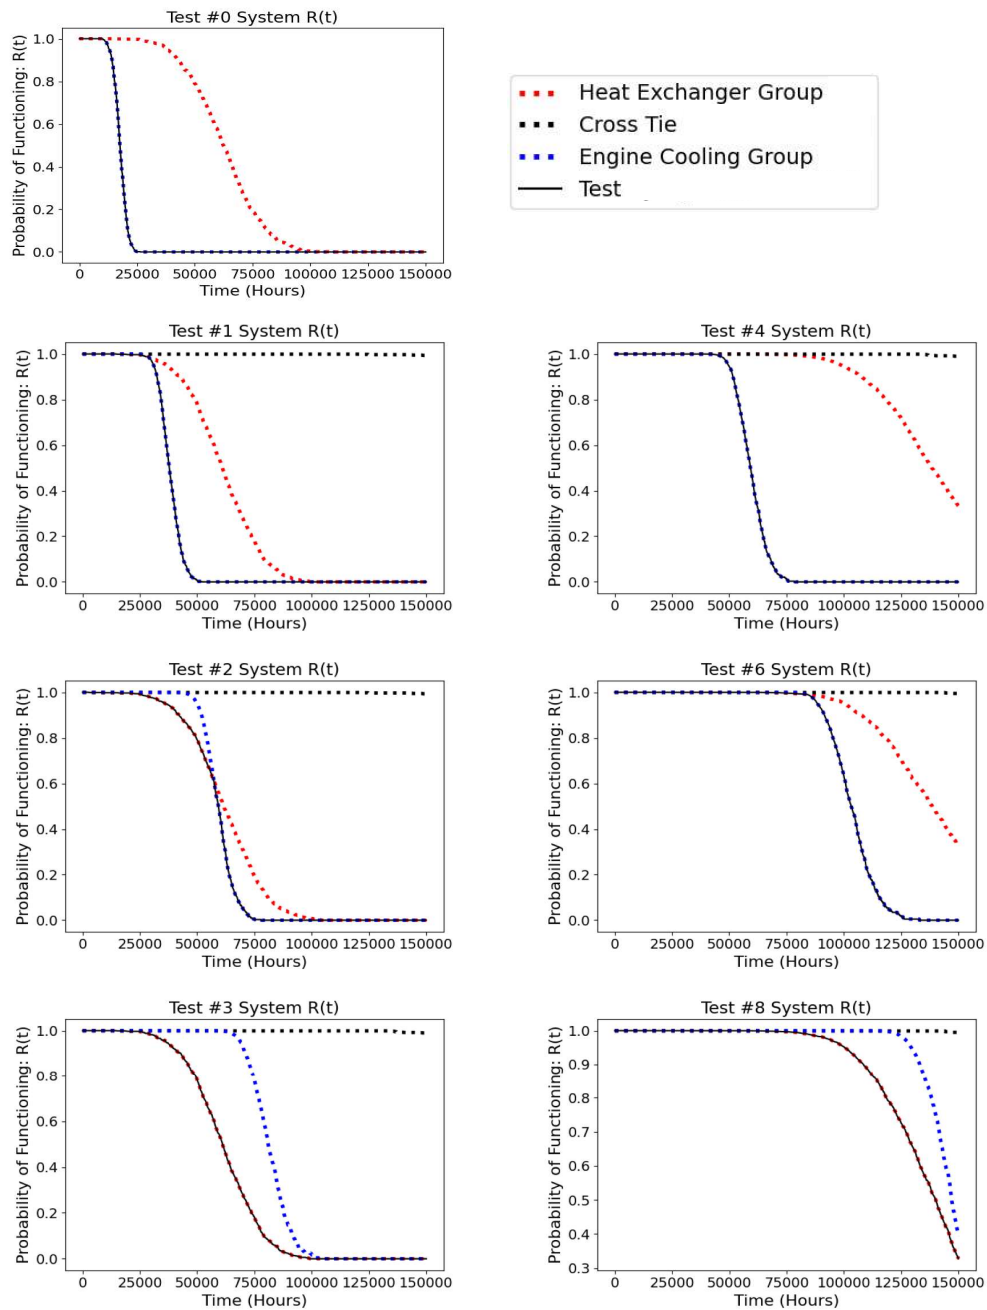 Test #0 System R(t)
Probability of Functioning: R(t)
1.0
0.8
0.6
0.4
0.2
0.0
0 25000 50000 75000 100000 125000 150000
Time (Hours)
Heat Exchanger Group
Cross Tie
Engine Cooling Group
Test
Test #1 System R(t)
Probability of Functioning: R(t)
1.0
0.8
0.6
0.4
0.2
0.0
0 25000 50000 75000 100000 125000 150000
Time (Hours)
Test #4 System R(t)
Probability of Functioning: R(t)
1.0
0.8
0.6
0.4
0.2
0.0
0 25000 50000 75000 100000 125000 150000
Time (Hours)
Test #2 System R(t)
Probability of Functioning: R(t)
1.0
0.8
0.6
0.4
0.2
0.0
0 25000 50000 75000 100000 125000 150000
Time (Hours)
Test #6 System R(t)
Probability of Functioning: R(t)
1.0
0.8
0.6
0.4
0.2
0.0
0 25000 50000 75000 100000 125000 150000
Time (Hours)
Test #3 System R(t)
Probability of Functioning: R(t)
1.0
0.8
0.6
0.4
0.2
0.0
0 25000 50000 75000 100000 125000 150000
Time (Hours)
Test #8 System R(t)
Probability of Functioning: R(t)
1.0
0.9
0.8
0.7
0.6
0.5
0.4
0.3
0 25000 50000 75000 100000 125000 150000
Time (Hours)